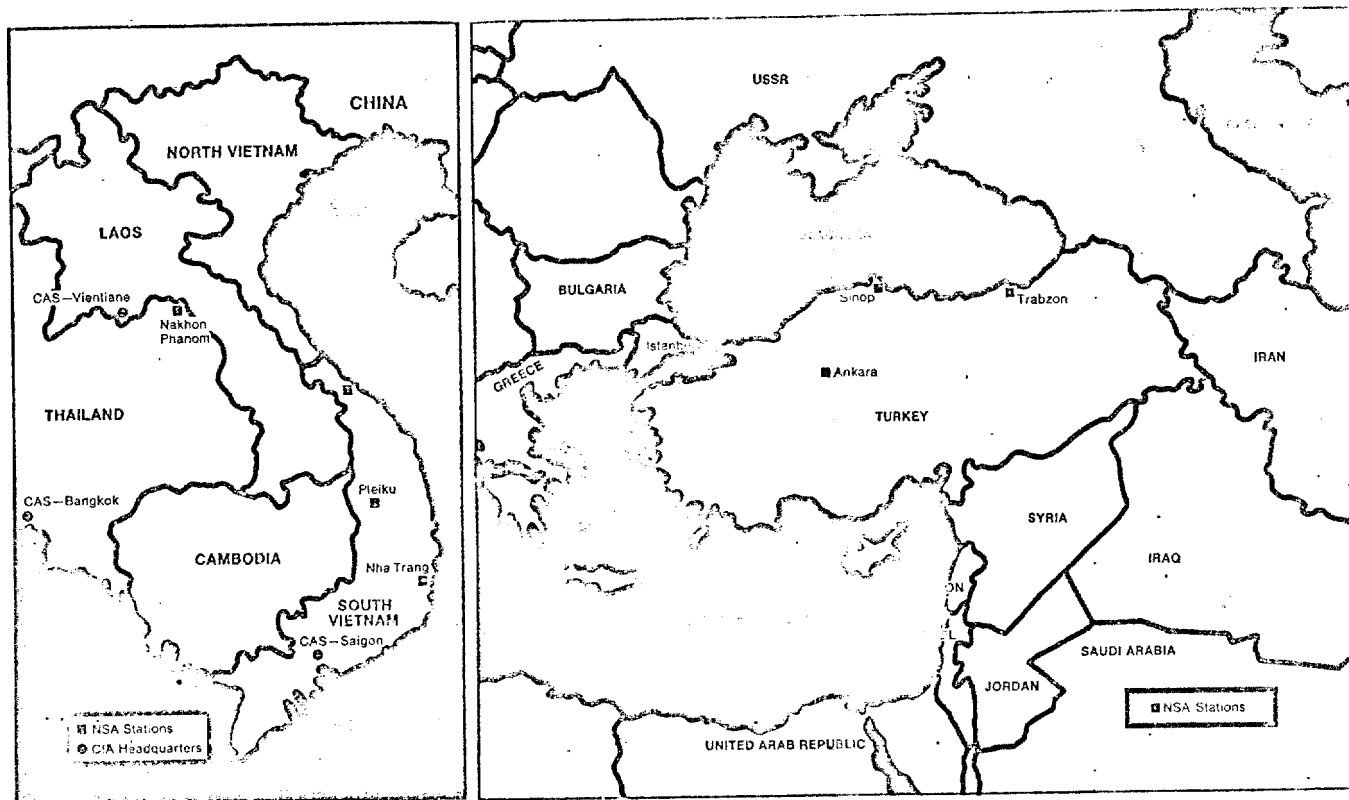 CHINA
NORTH VIETNAM
LAOS
CAS—Vientiane
Nakhon
Phanom
THAILAND
Pleiku
CAS—Bangkok
CAMBODIA
Nha Trang
SOUTH
VIETNAM
CAS—Saigon
NSA Stations
CIA Headquarters
USSR
BULGARIA
Sinop
Trabzon
GREECE
IRAN
Ankara
TURKEY
SYRIA
IRAQ
SAUDI ARABIA
JORDAN
NSA Stations
UNITED ARAB REPUBLIC